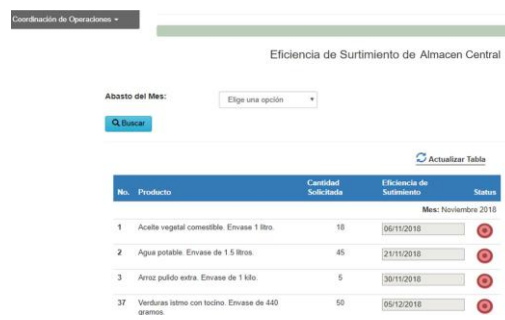 Coordinación de Operaciones
Eficiencia de Surtimiento de Almacen Central
Abasto del Mes:
Elige una opción
Buscar
Actualizar Tabla
No. Producto Cantidad Solicitada Eficiencia de Sutimiento Status
Mes: Noviembre 2018
1 Aceite vegetal comestible. Envase 1 litro. 18 06/11/2018
2 Agua potable. Envase de 1.5 litros. 45 21/11/2018
3 Arroz pulido extra. Envase de 1 kilo. 5 30/11/2018
37 Verduras istmo con tocino. Envase de 440 50 05/12/2018
gramos.